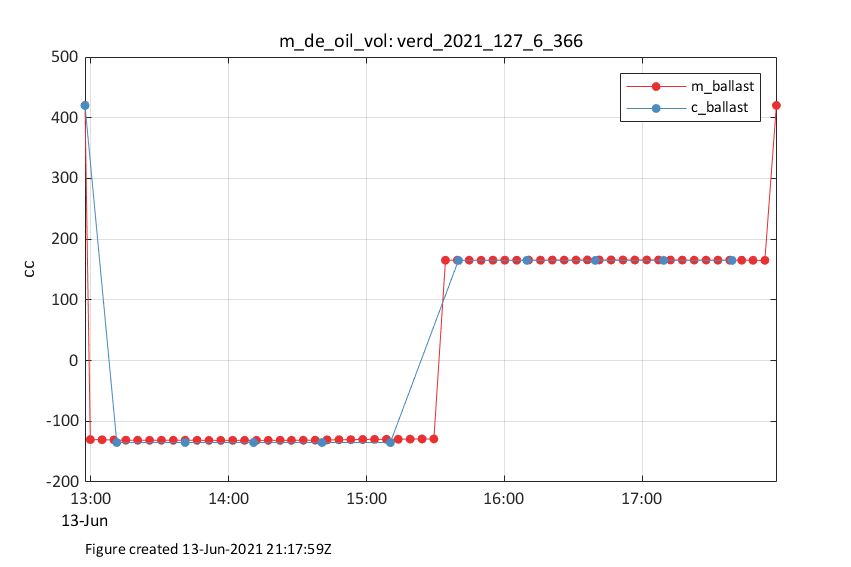 m_de_oil_vol: verd_2021_127_6_366
500
400
300
200
100
0
-100
-200
cc
m_ballast
c_ballast
13:00 14:00 15:00 16:00 17:00
13-Jun
Figure created 13-Jun-2021 21:17:59Z